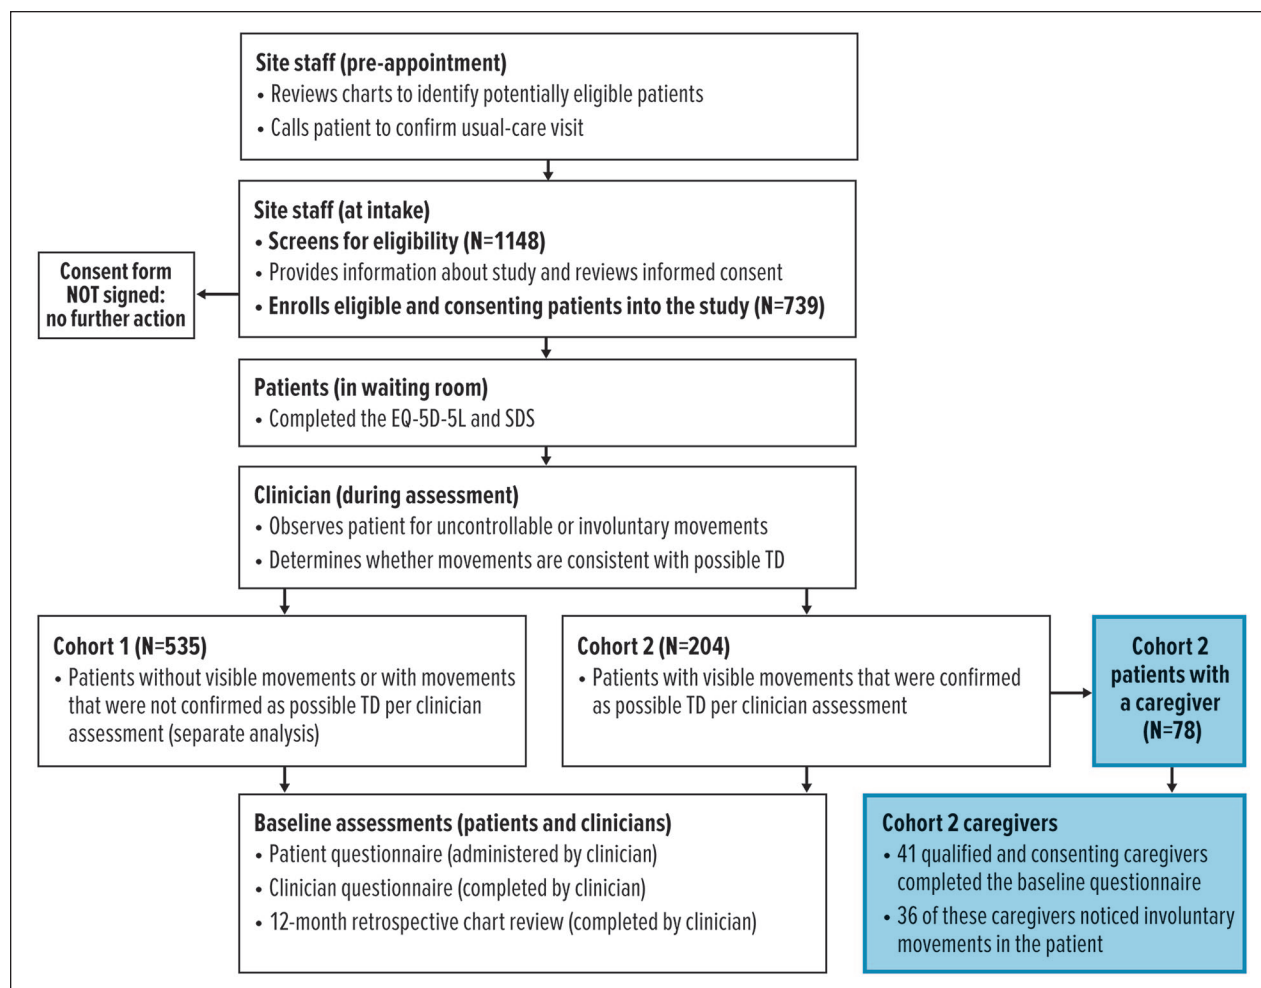 Site staff (pre-appointment)
• Reviews charts to identify potentially eligible patients
• Calls patient to confirm usual-care visit
Site staff (at intake)
• Screens for eligibility (N=1148)
• Provides information about study and reviews informed consent
• Enrolls eligible and consenting patients into the study (N=739)
Consent form
NOT signed:
no further action
Patients (in waiting room)
• Completed the EQ-5D-5L and SDS
Clinician (during assessment)
• Observes patient for uncontrollable or involuntary movements
• Determines whether movements are consistent with possible TD
Cohort 1 (N=535)
• Patients without visible movements or with movements
that were not confirmed as possible TD per clinician
assessment (separate analysis)
Cohort 2 (N=204)
• Patients with visible movements that were confirmed
as possible TD per clinician assessment
Cohort 2
patients with
a caregiver
(N=78)
Baseline assessments (patients and clinicians)
• Patient questionnaire (administered by clinician)
• Clinician questionnaire (completed by clinician)
• 12-month retrospective chart review (completed by clinician)
Cohort 2 caregivers
• 41 qualified and consenting caregivers
completed the baseline questionnaire
• 36 of these caregivers noticed involuntary
movements in the patient